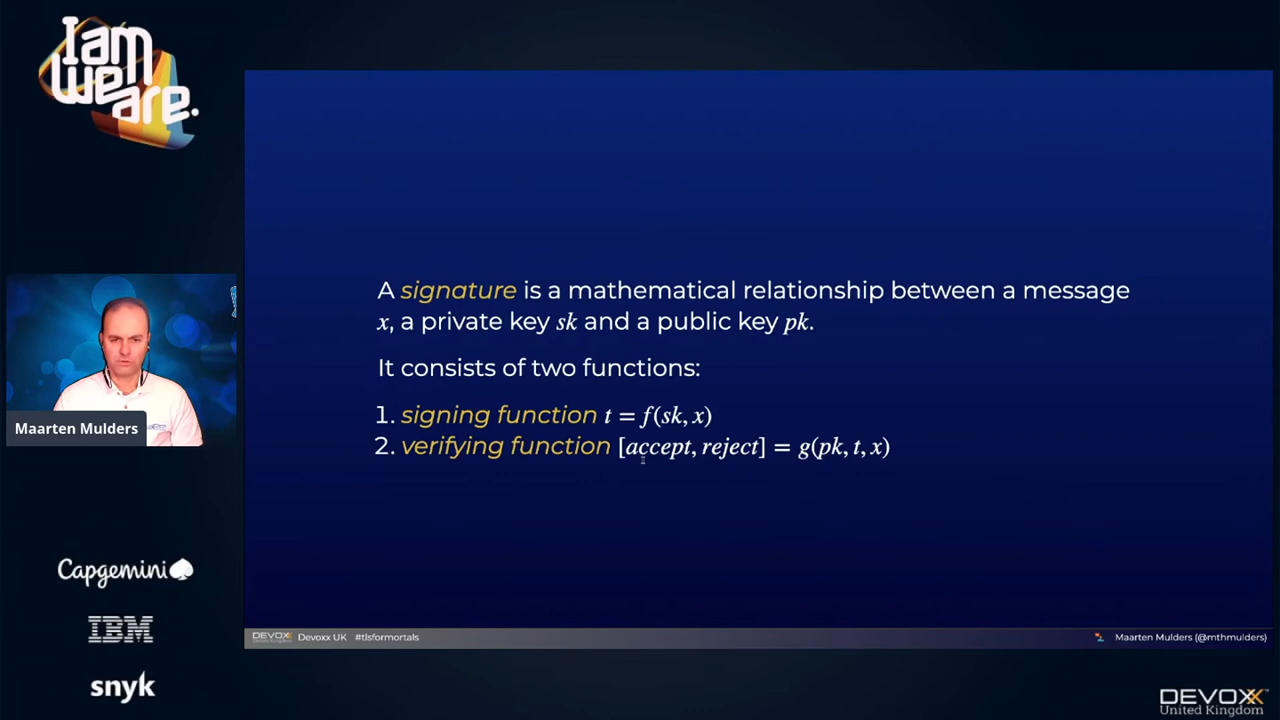 I am
we
are.
A signature is a mathematical relationship between a message
x, a private key sk and a public key pk.
It consists of two functions:
1. signing function t = f(sk, x)
2. verifying function [accept, reject] = g(pk, t, x)
Maarten Mulders
Capgemini
IBM
snyk
DEVOXX Devoxx UK #tlsformortals
Maarten Mulders (@mthmulders)
DEVOXX
United Kingdom